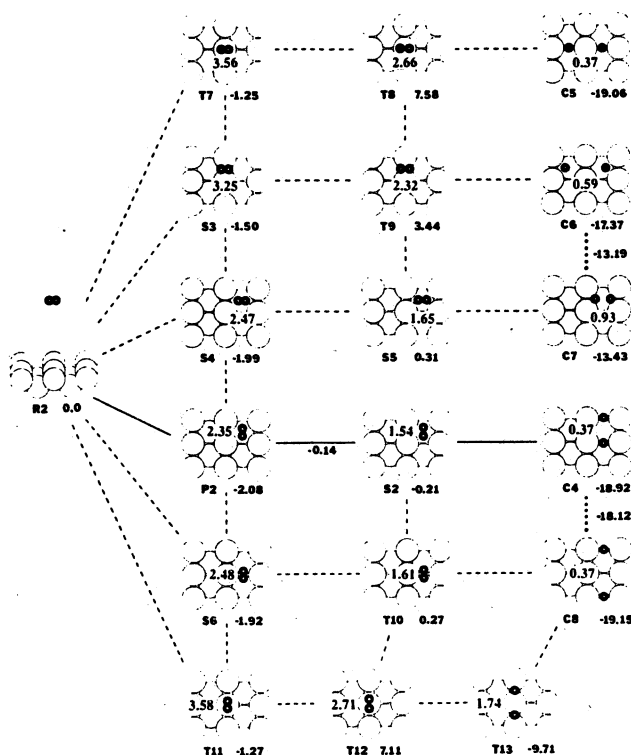 3.56 2.66 0.37
T7 -1.25 T8 7.58 C5 -19.06
3.25 2.32 0.59
S3 -1.50 T9 3.44 C6 -17.37
-13.19
2.47 1.65 0.93
S4 -1.99 S5 0.31 C7 -13.43
R2 0.0
2.35 1.54 0.37
-0.14
P2 -2.08 S2 -0.21 C4 -18.92
-18.12
2.48 1.61 0.37
S6 -1.92 T10 0.27 C8 -19.19
3.58 2.71 1.74
T11 -1.27 T12 7.11 T13 -9.71